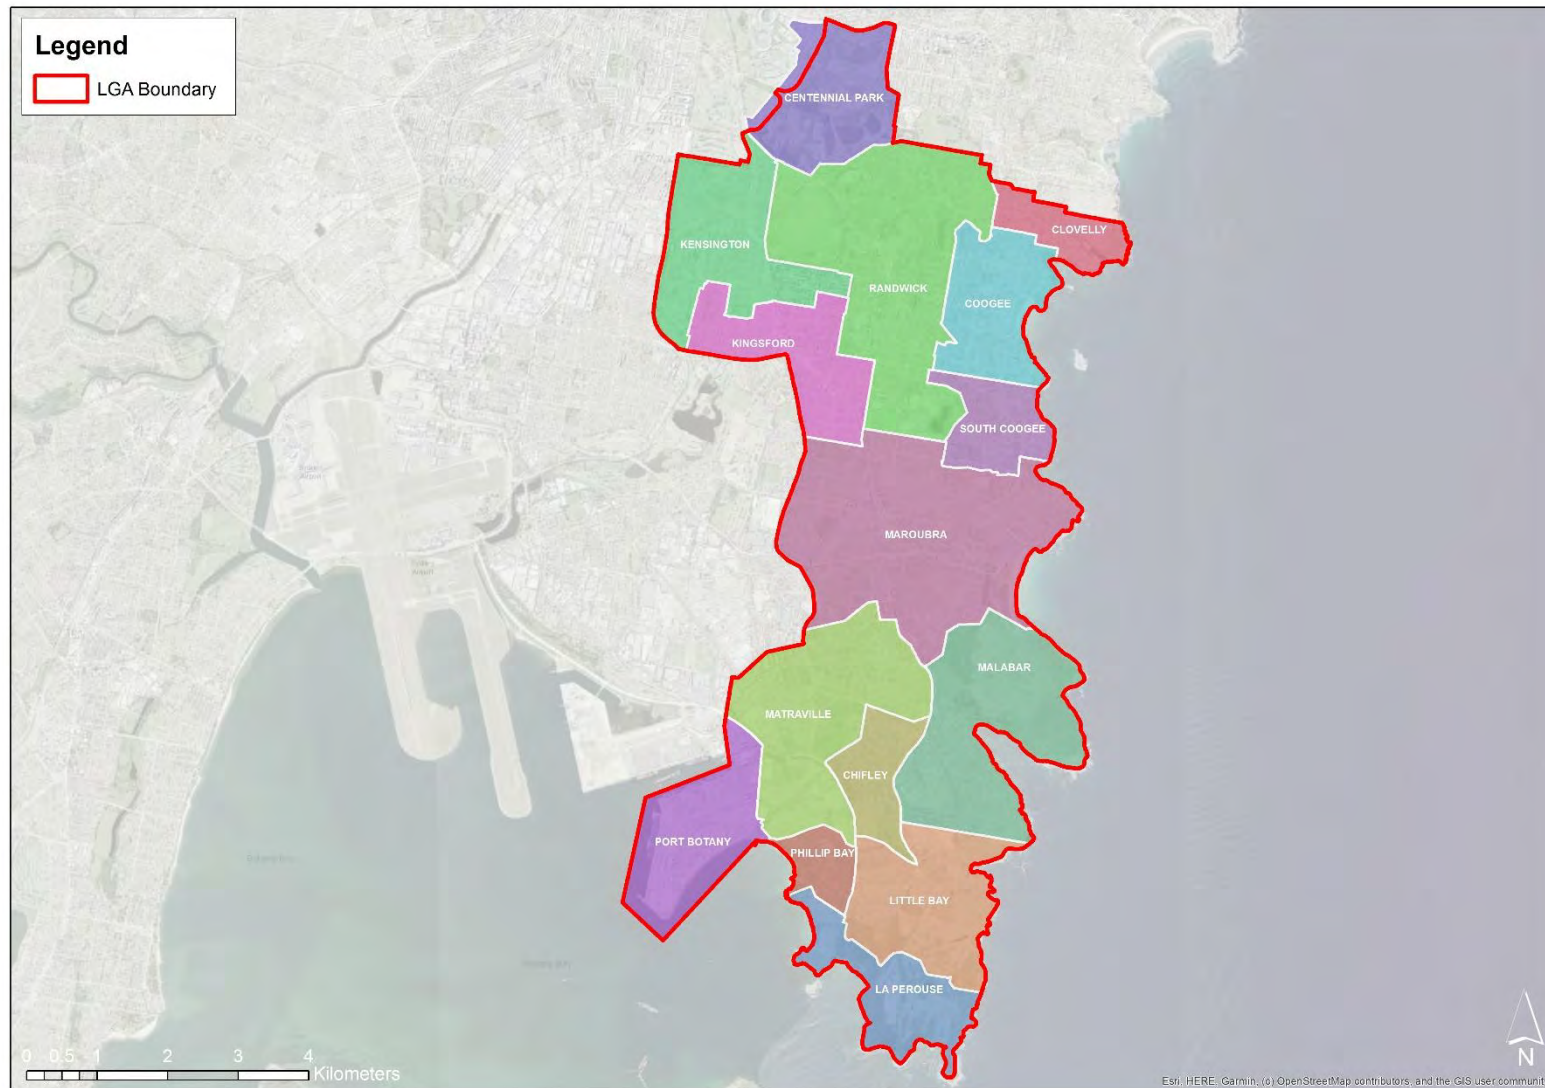 Legend
LGA Boundary
CENTENNIAL PARK
CLOVELLY
KENSINGTON
RANDWICK
COOGEE
KINGSFORD
SOUTH COOGEE
MAROUBRA
MALABAR
MATRAVILLE
CHIFLEY
PORT BOTANY
PHILLIP BAY
LITTLE BAY
LA PEROUSE
0 0.5 1 2 3 4
Kilometers
N
Esri, HERE, Garmin, (c) OpenStreetMap contributors, and the GIS user communit